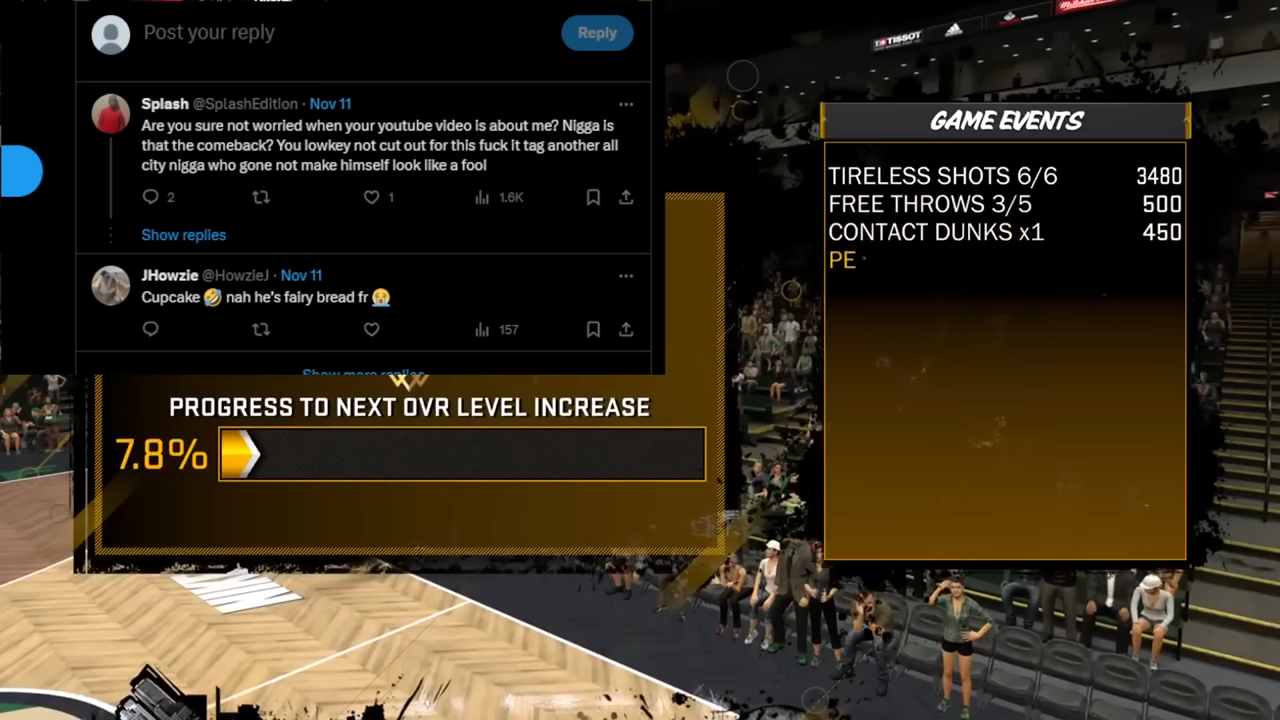 Post your reply
Reply
Splash @SplashEdition · Nov 11
Are you sure not worried when your youtube video is about me? Nigga is
that the comeback? You lowkey not cut out for this fuck it tag another all
city nigga who gone not make himself look like a fool
2
1
1.6K
Show replies
JHowzie @HowzieJ · Nov 11
Cupcake 🤣 nah he's fairy bread fr 😭
157
Show more replies
PROGRESS TO NEXT OVR LEVEL INCREASE
7.8%
TISSOT
GAME EVENTS
TIRELESS SHOTS 6/6 3480
FREE THROWS 3/5 500
CONTACT DUNKS x1 450
PE